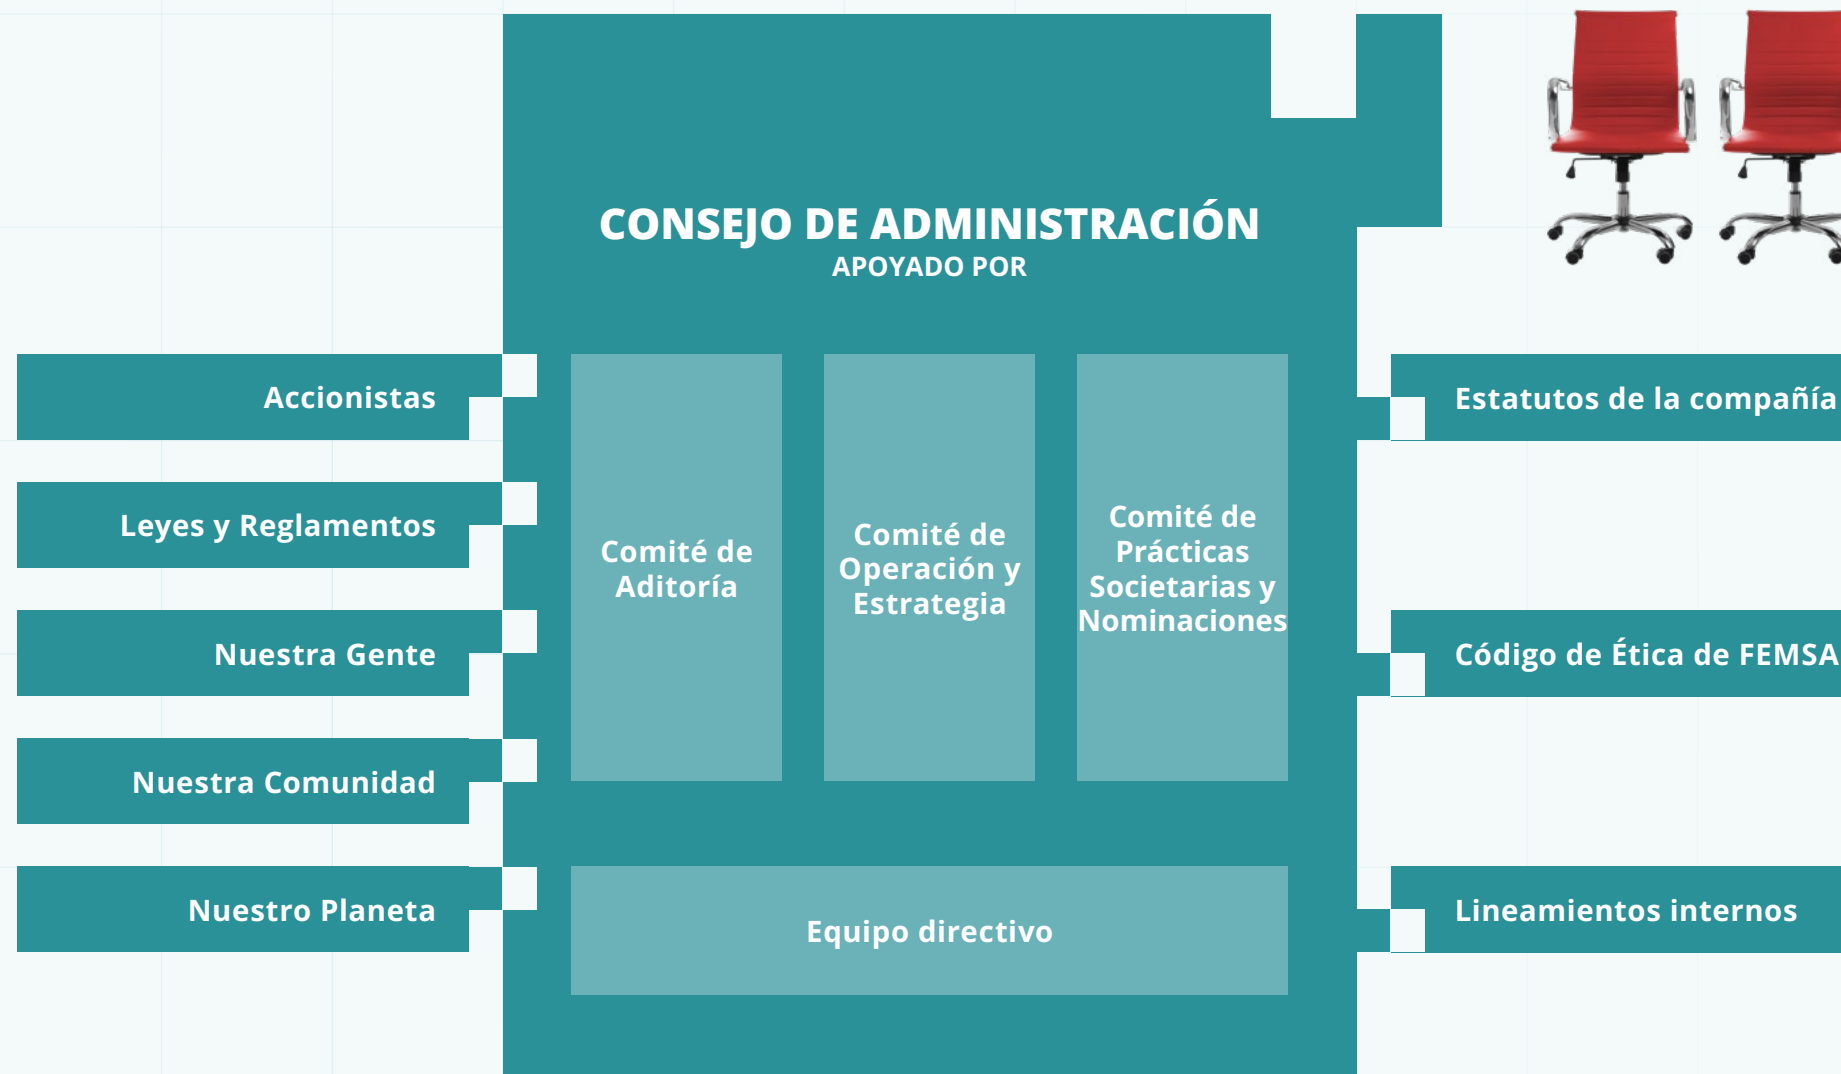 CONSEJO DE ADMINISTRACIÓN
APOYADO POR
Accionistas
Leyes y Reglamentos
Nuestra Gente
Nuestra Comunidad
Nuestro Planeta
Comité de
Aditoría
Comité de
Operación y
Estrategia
Comité de
Prácticas
Societarias y
Nominaciones
Equipo directivo
Estatutos de la compañía
Código de Ética de FEMSA
Lineamientos internos